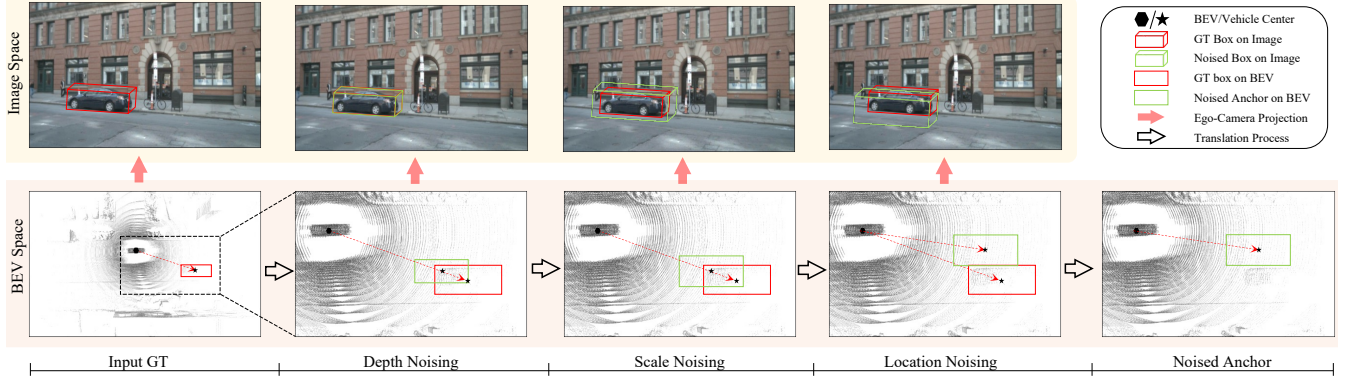 Image Space
BEV/Vehicle Center
GT Box on Image
Noised Box on Image
GT box on BEV
Noised Anchor on BEV
Ego-Camera Projection
Translation Process
BEV Space
Input GT
Depth Noising
Scale Noising
Location Noising
Noised Anchor